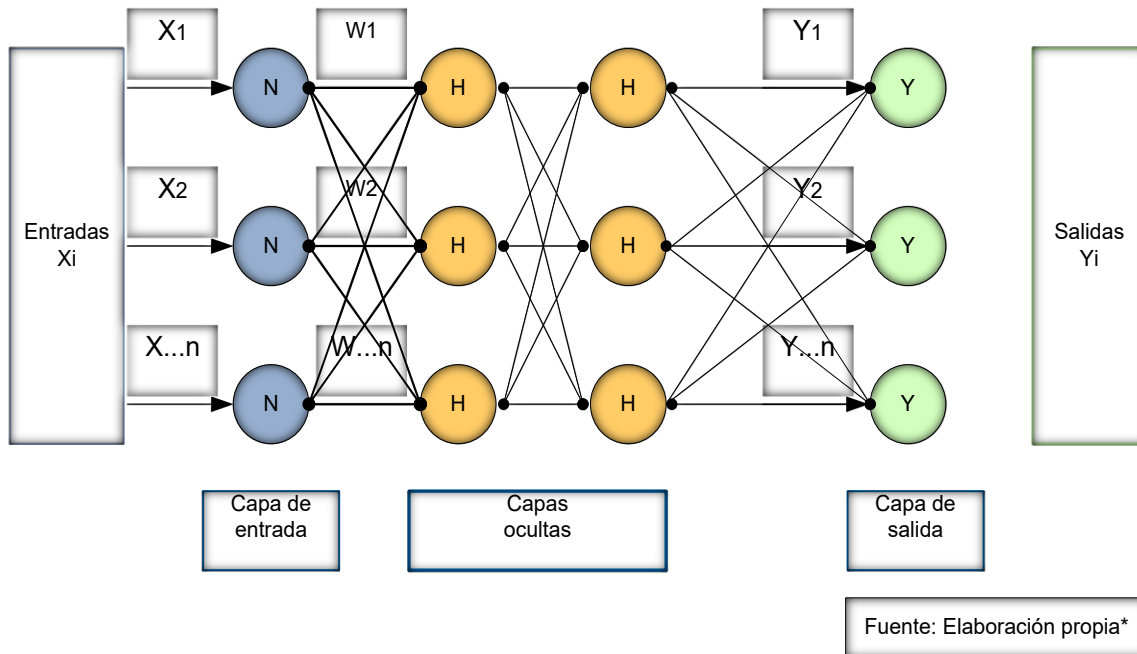 X1
W1
Y1
N
H
H
Y
X2
W2
Y2
Entradas
Xi
N
H
H
Y
Salidas
Yi
X...n
W...n
Y...n
N
H
H
Y
Capa de
entrada
Capas
ocultas
Capa de
salida
Fuente: Elaboración propia*